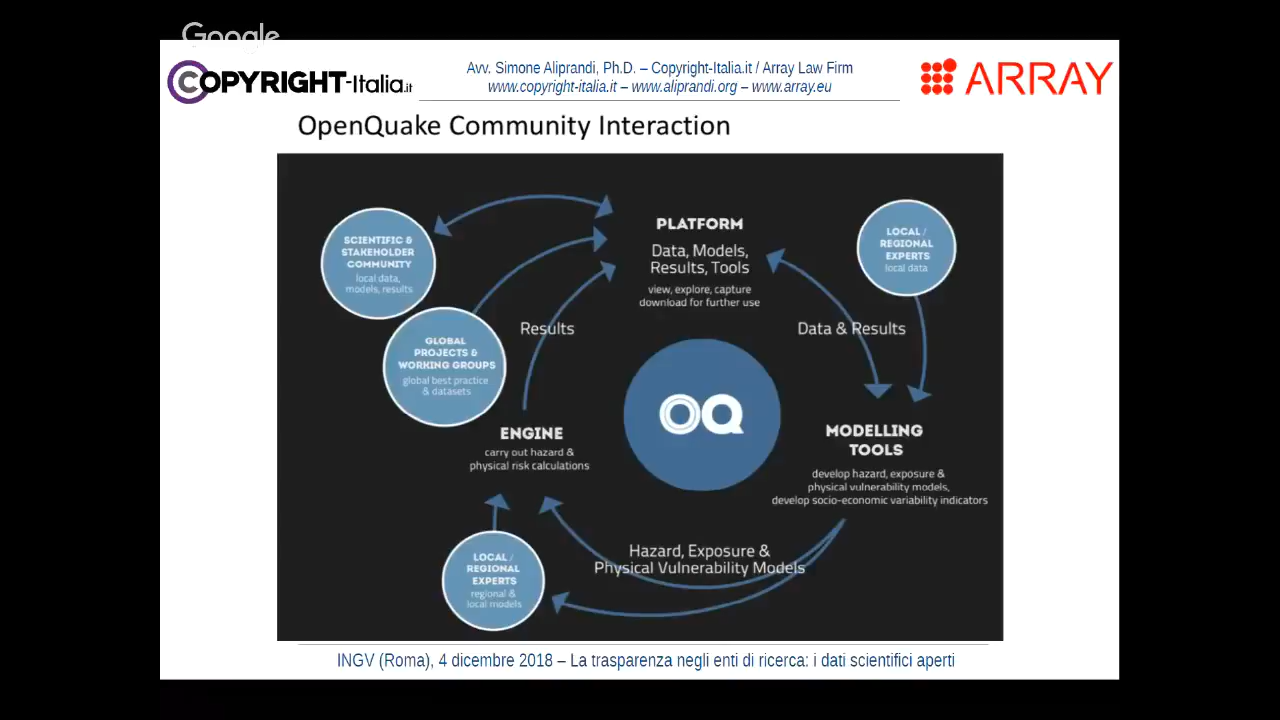 Google
COPYRIGHT-Italia.it
Avv. Simone Aliprandi, Ph.D. – Copyright-Italia.it / Array Law Firm
www.copyright-italia.it – www.aliprandi.org – www.array.eu
ARRAY
OpenQuake Community Interaction
SCIENTIFIC &
STAKEHOLDER
COMMUNITY
local data,
models, results
GLOBAL
PROJECTS &
WORKING GROUPS
global best practice
& datasets
PLATFORM
Data, Models,
Results, Tools
view, explore, capture
download for further use
LOCAL /
REGIONAL
EXPERTS
local data
Results
Data & Results
OQ
ENGINE
carry out hazard &
physical risk calculations
MODELLING
TOOLS
develop hazard, exposure &
physical vulnerability models,
develop socio-economic variability indicators
Hazard, Exposure &
Physical Vulnerability Models
LOCAL /
REGIONAL
EXPERTS
regional &
local models
INGV (Roma), 4 dicembre 2018 – La trasparenza negli enti di ricerca: i dati scientifici aperti